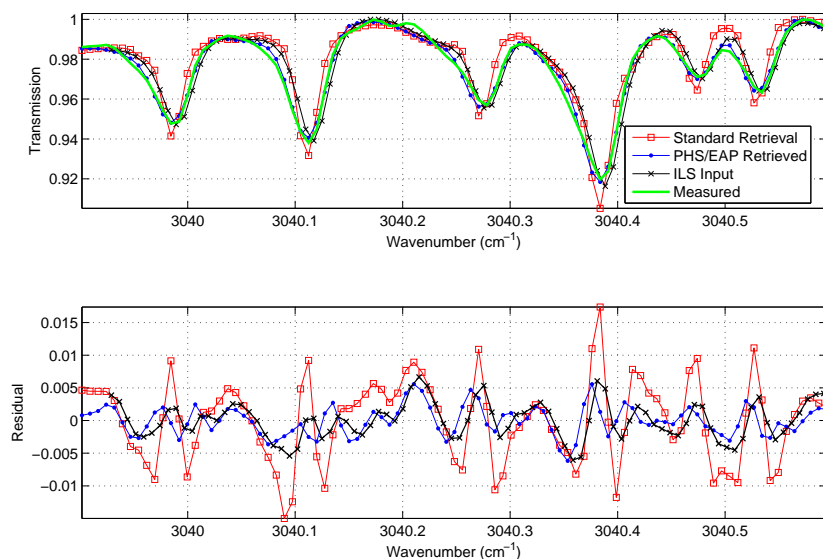 1
0.98
0.96
0.94
0.92
Transmission
3040
3040.1
3040.2
3040.3
3040.4
3040.5
Wavenumber (cm⁻¹)
Standard Retrieval
PHS/EAP Retrieved
ILS Input
Measured
0.015
0.01
0.005
0
−0.005
−0.01
Residual
3040
3040.1
3040.2
3040.3
3040.4
3040.5
Wavenumber (cm⁻¹)